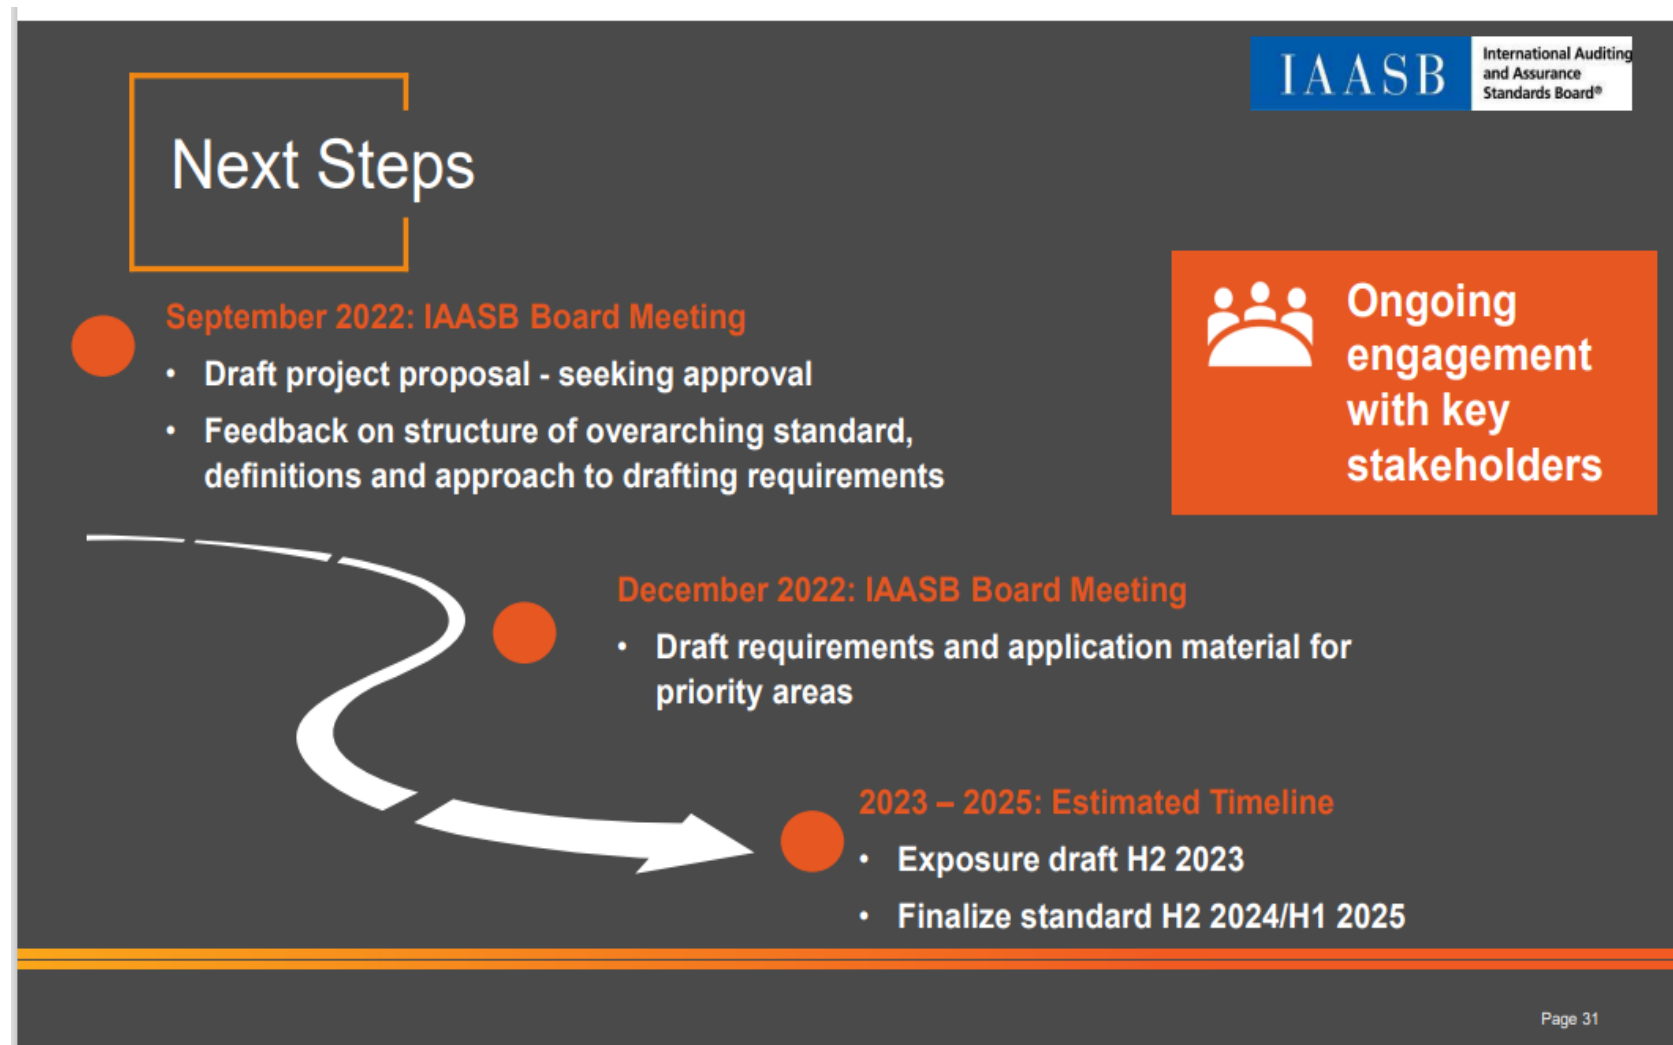 IAASB
International Auditing
and Assurance
Standards Board®
Next Steps
September 2022: IAASB Board Meeting
• Draft project proposal - seeking approval
• Feedback on structure of overarching standard,
definitions and approach to drafting requirements
Ongoing
engagement
with key
stakeholders
December 2022: IAASB Board Meeting
• Draft requirements and application material for
priority areas
2023 – 2025: Estimated Timeline
• Exposure draft H2 2023
• Finalize standard H2 2024/H1 2025
Page 31